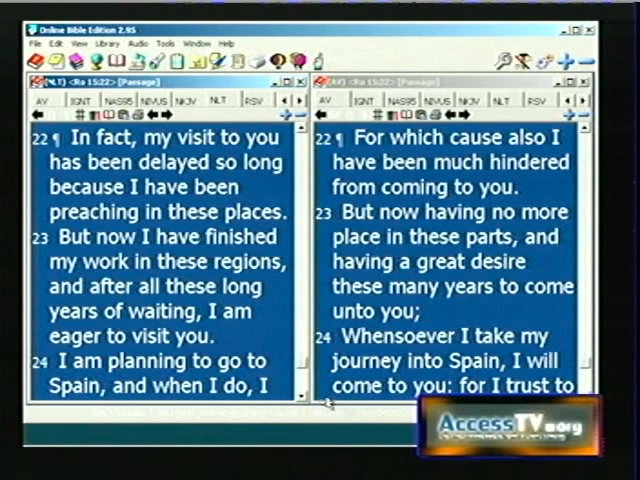 Online Bible Edition 2.95
File Edit View Library Audio Tools Window Help
(NLT) <Ro 15:22> [Passage]
AV IGNT NAS95 NIVUS NKJV NLT RSV
22 ¶ In fact, my visit to you
has been delayed so long
because I have been
preaching in these places.
23 But now I have finished
my work in these regions,
and after all these long
years of waiting, I am
eager to visit you.
24 I am planning to go to
Spain, and when I do, I
(AV) <Ro 15:22> [Passage]
AV IGNT NAS95 NIVUS NKJV NLT RSV
22 ¶ For which cause also I
have been much hindered
from coming to you.
23 But now having no more
place in these parts, and
having a great desire
these many years to come
unto you;
24 Whensoever I take my
journey into Spain, I will
come to you: for I trust to
AccessTV.org